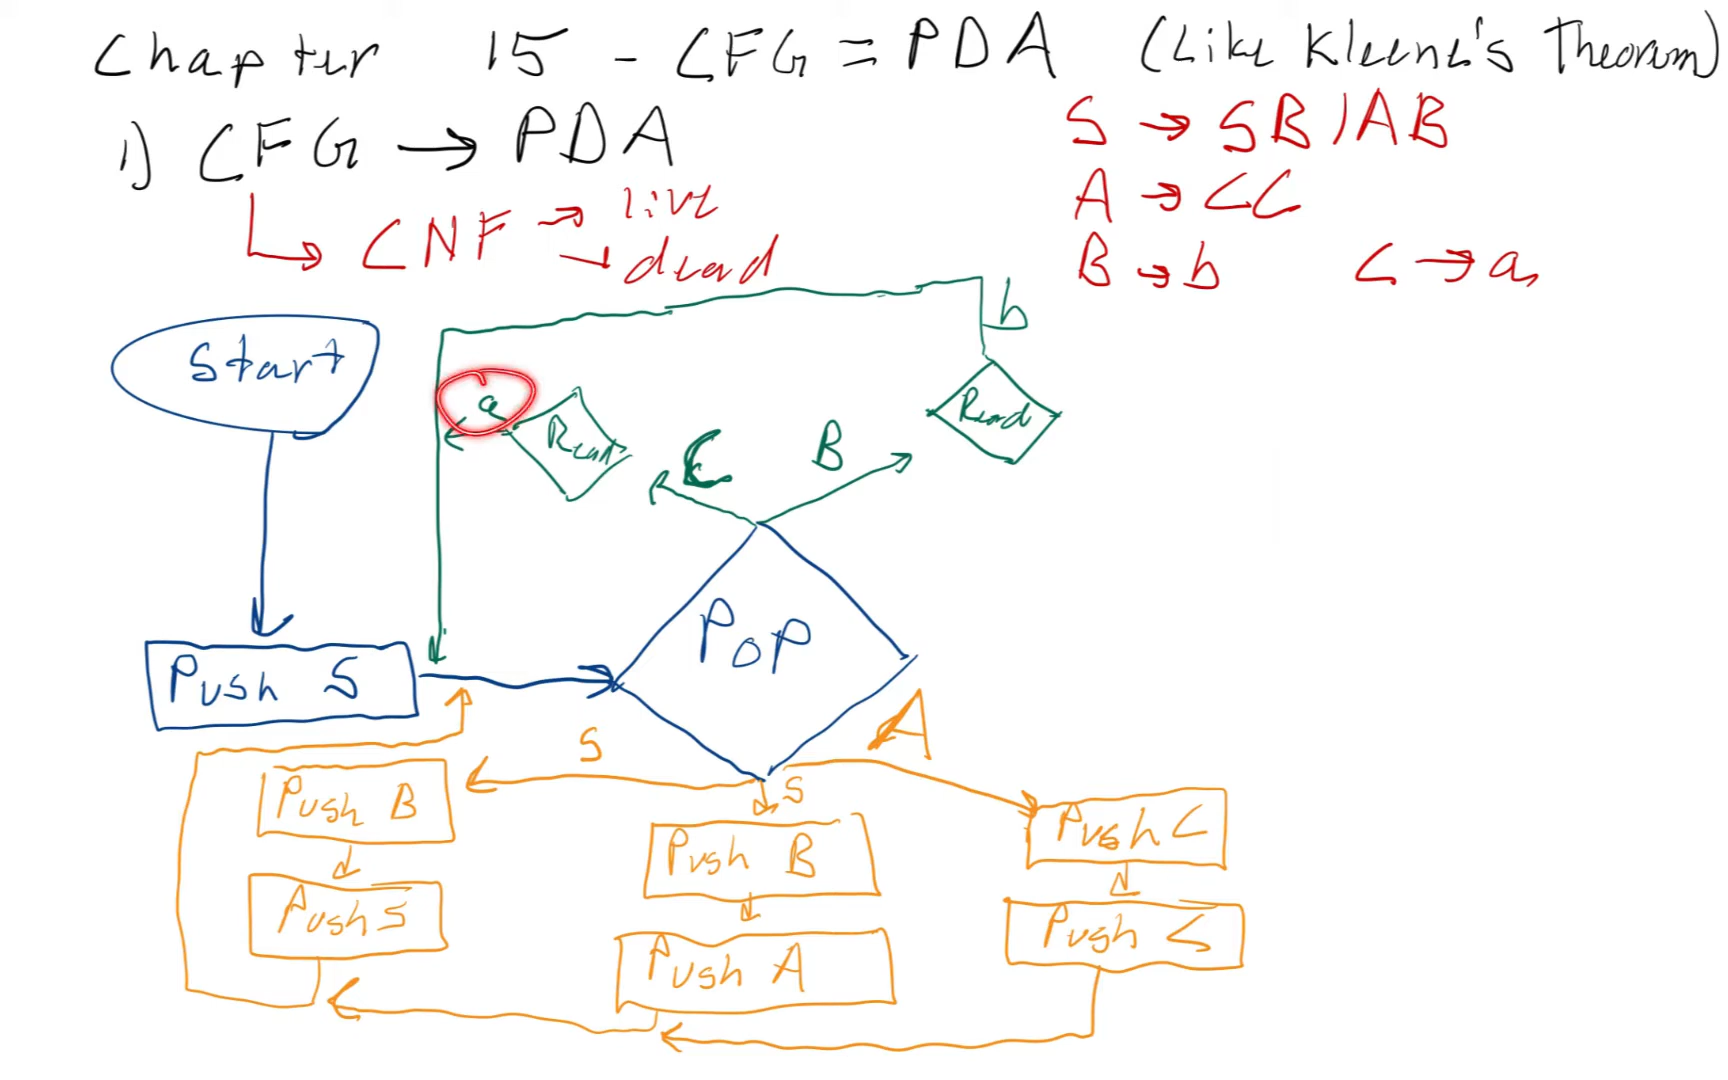 Chapter 15 - CFG = PDA (Like Kleene's Theorem)
1) CFG → PDA
S → SB | AB
CNF → live
→ dead
A → CC
B → b C → a
b
Start
a
Read
C
B
Read
Pop
Push S
S
S
A
Push B
Push B
Push C
Push S
Push A
Push C